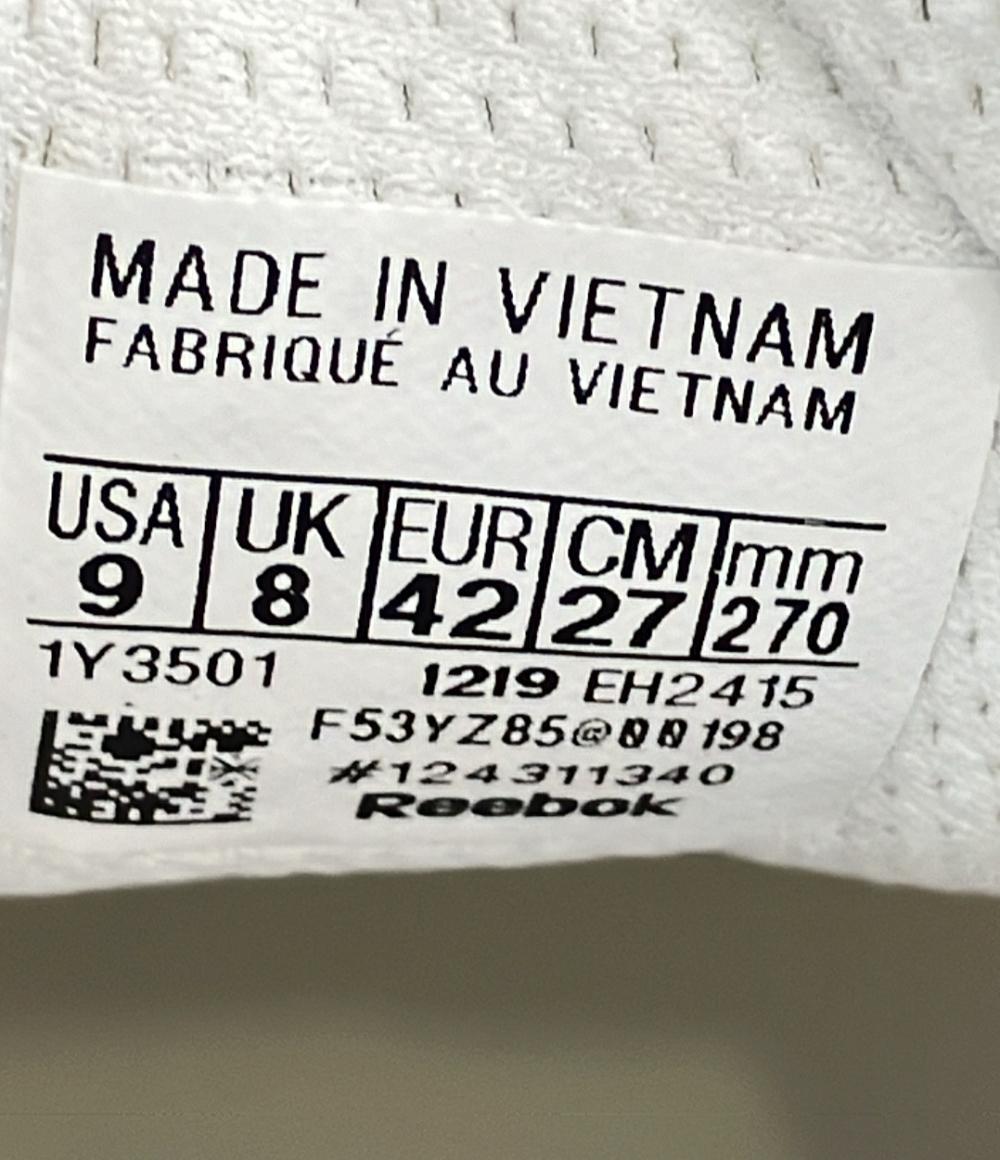 MADE IN VIETNAM
FABRIQUÉ AU VIETNAM
USA UK EUR CM mm
9 8 42 27 270
1Y3501 1219 EH2415
F53YZ85@00198
#124311340
Reebok